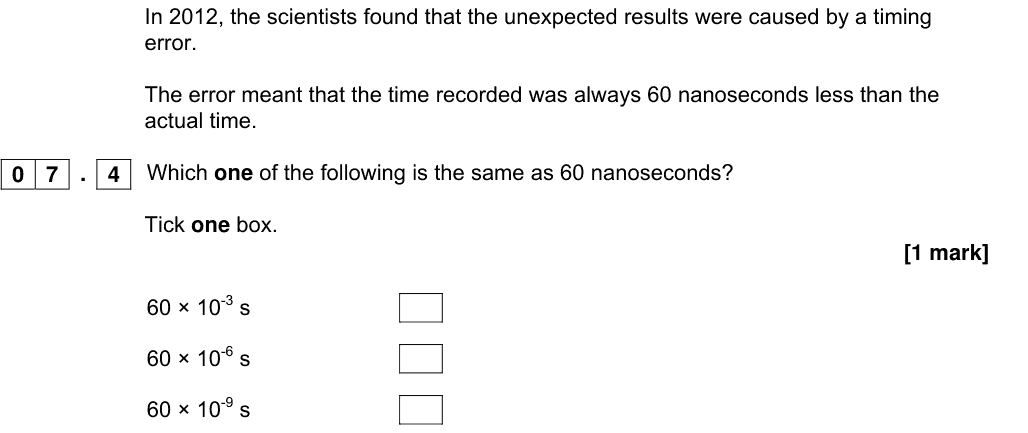 In 2012, the scientists found that the unexpected results were caused by a timing
error.
The error meant that the time recorded was always 60 nanoseconds less than the
actual time.
0 7 . 4 Which one of the following is the same as 60 nanoseconds?
Tick one box.
[1 mark]
60 × 10⁻³ s
60 × 10⁻⁶ s
60 × 10⁻⁹ s